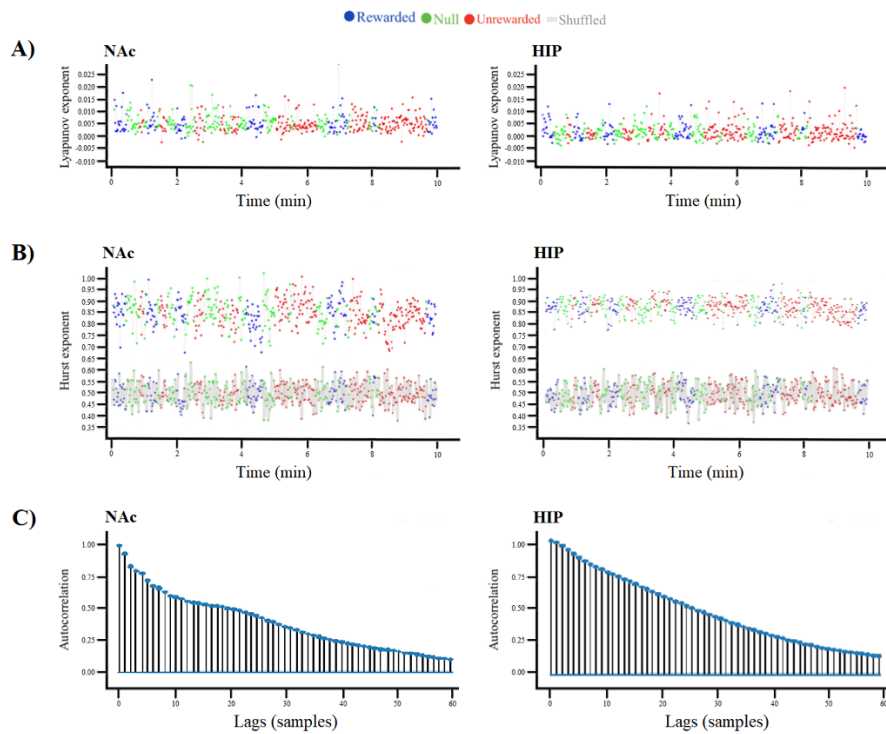 Rewarded Null Unrewarded Shuffled
A)
NAc
HIP
Lyapunov exponent
0.025
0.020
0.015
0.010
0.005
0.000
-0.005
-0.010
0 2 4 6 8 10
Time (min)
Lyapunov exponent
0.025
0.020
0.015
0.010
0.005
0.000
-0.005
-0.010
0 2 4 6 8 10
Time (min)
B)
NAc
HIP
Hurst exponent
1.00
0.95
0.90
0.85
0.80
0.75
0.70
0.65
0.60
0.55
0.50
0.45
0.40
0.35
0 2 4 6 8 10
Time (min)
Hurst exponent
1.00
0.95
0.90
0.85
0.80
0.75
0.70
0.65
0.60
0.55
0.50
0.45
0.40
0.35
0 2 4 6 8 10
Time (min)
C)
NAc
HIP
Autocorrelation
1.00
0.75
0.50
0.25
0.00
0 10 20 30 40 50 60
Lags (samples)
Autocorrelation
1.00
0.75
0.50
0.25
0.00
0 10 20 30 40 50 60
Lags (samples)